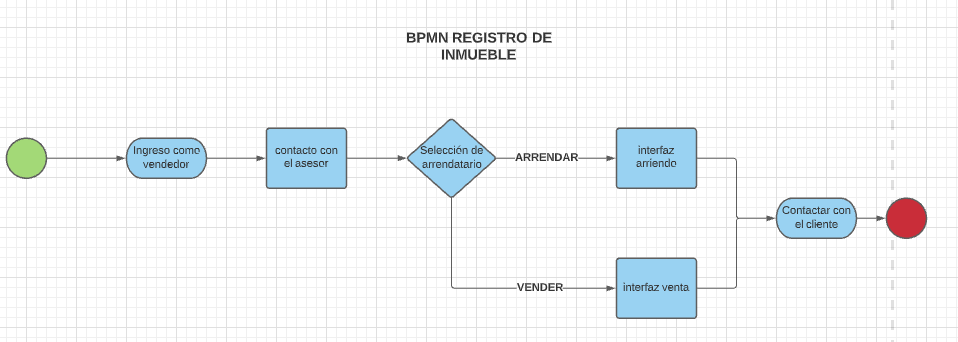 BPMN REGISTRO DE
INMUEBLE
Ingreso como
vendedor
contacto con
el asesor
Selección de
arrendatario
ARRENDAR
interfaz
arriendo
Contactar con
el cliente
VENDER
interfaz venta